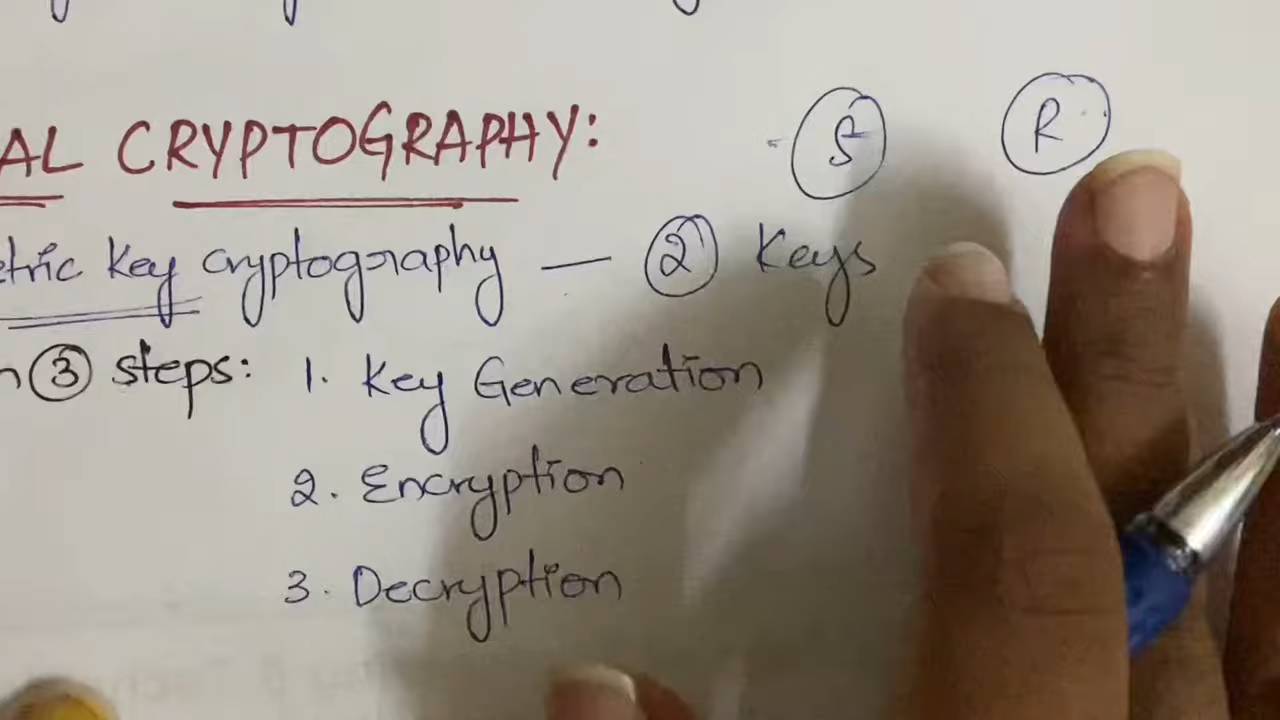 S R
AL CRYPTOGRAPHY:
etric Key cryptography — 2 Keys
n 3 steps: 1. Key Generation
2. Encryption
3. Decryption